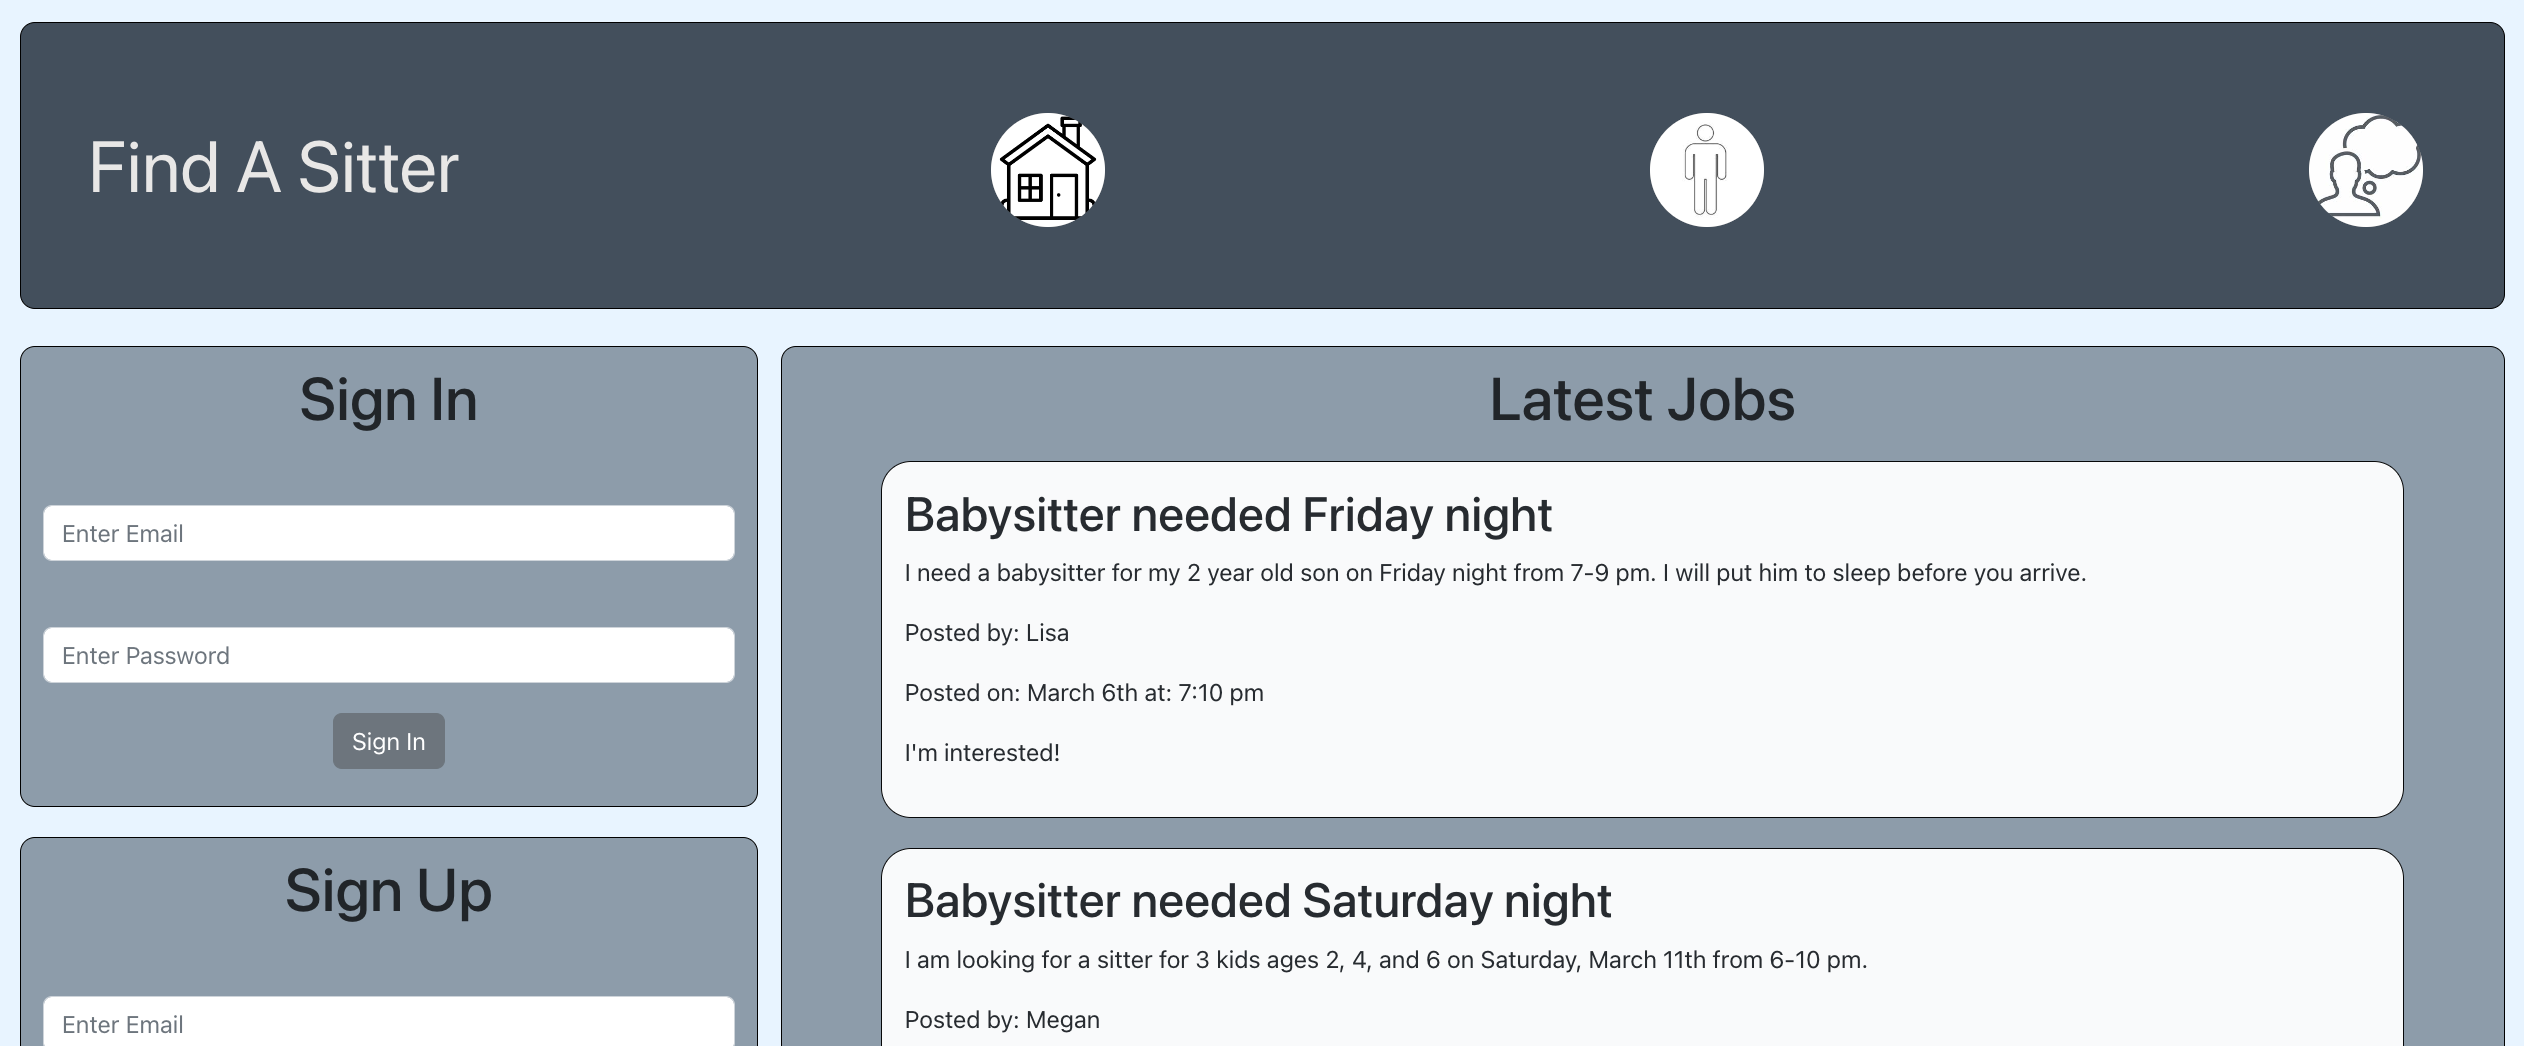 Find A Sitter
Sign In
Enter Email
Enter Password
Sign In
Sign Up
Enter Email
Latest Jobs
Babysitter needed Friday night
I need a babysitter for my 2 year old son on Friday night from 7-9 pm. I will put him to sleep before you arrive.
Posted by: Lisa
Posted on: March 6th at: 7:10 pm
I'm interested!
Babysitter needed Saturday night
I am looking for a sitter for 3 kids ages 2, 4, and 6 on Saturday, March 11th from 6-10 pm.
Posted by: Megan